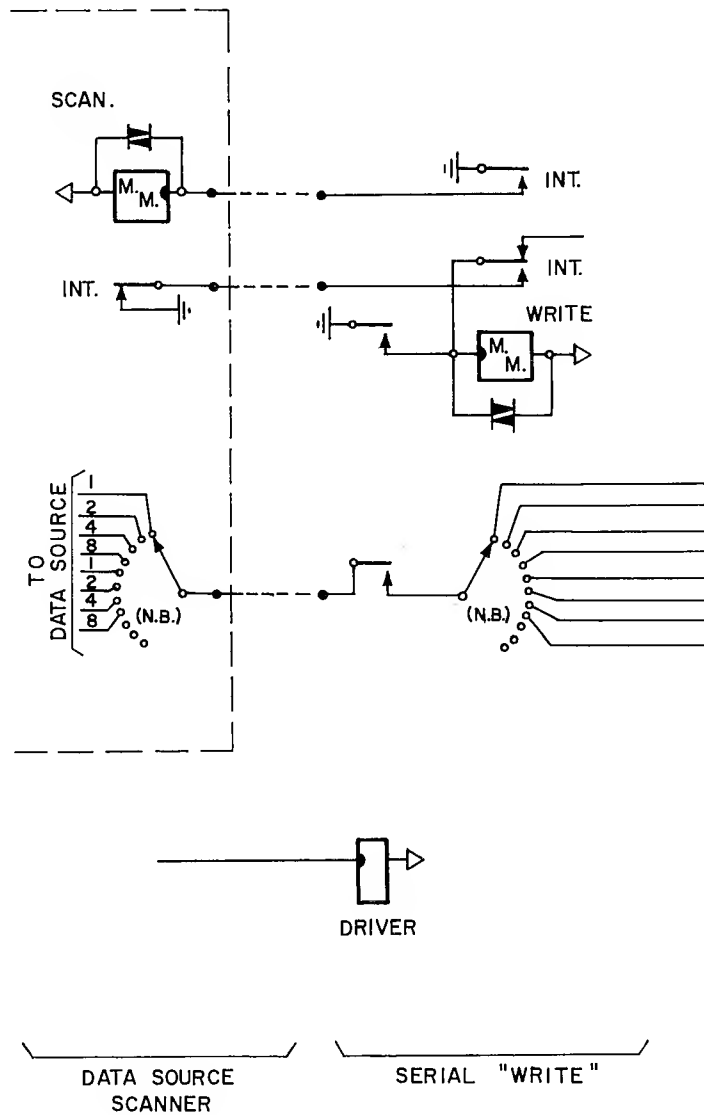 SCAN.
M.
M.
INT.
INT.
INT.
WRITE
M.
M.
TO
DATA SOURCE
1
2
4
8
1
2
4
8
(N.B.)
(N.B.)
DRIVER
DATA SOURCE
SCANNER
SERIAL "WRITE"